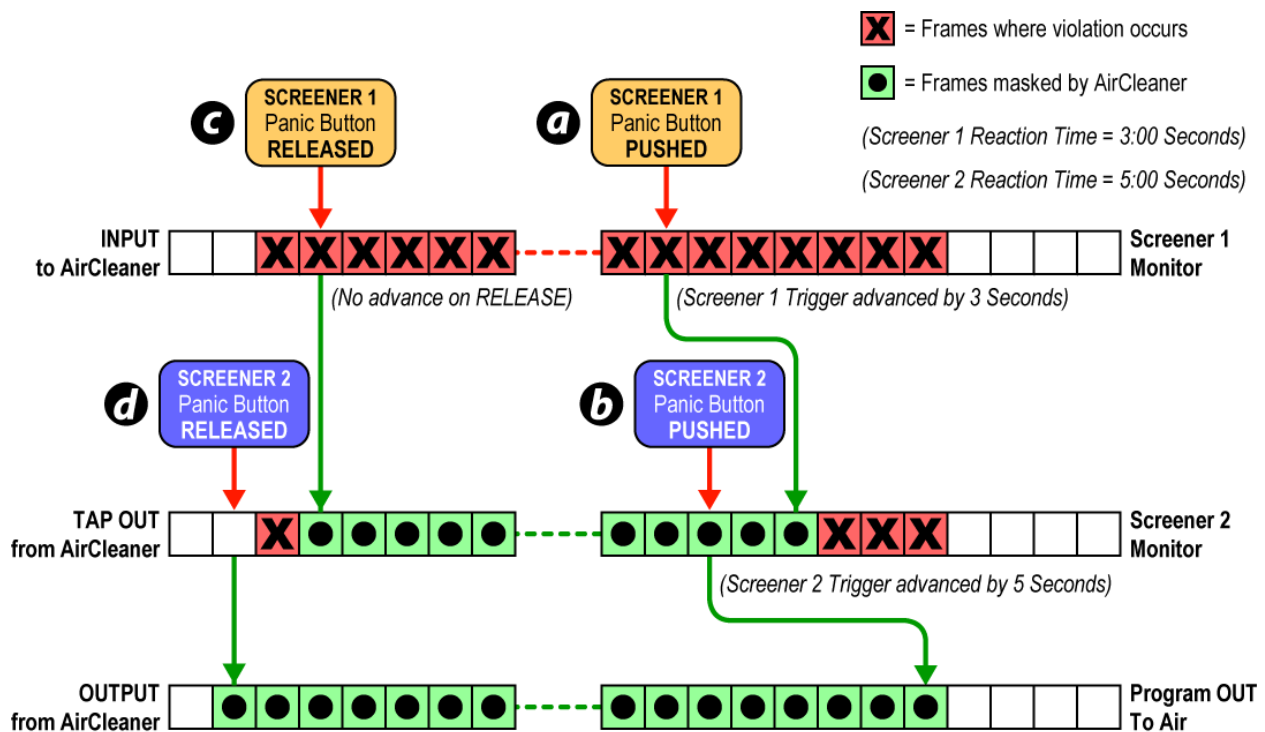 = Frames where violation occurs
= Frames masked by AirCleaner
(Screener 1 Reaction Time = 3:00 Seconds)
(Screener 2 Reaction Time = 5:00 Seconds)
c
SCREENER 1
Panic Button
RELEASED
a
SCREENER 1
Panic Button
PUSHED
INPUT
to AirCleaner
X X X X X X X X X X X X X X
Screener 1
Monitor
(No advance on RELEASE)
(Screener 1 Trigger advanced by 3 Seconds)
d
SCREENER 2
Panic Button
RELEASED
b
SCREENER 2
Panic Button
PUSHED
TAP OUT
from AirCleaner
X X X X
Screener 2
Monitor
(Screener 2 Trigger advanced by 5 Seconds)
OUTPUT
from AirCleaner
Program OUT
To Air